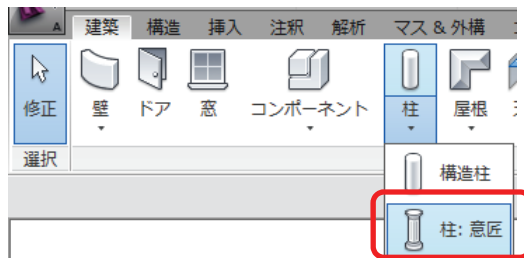 建築 構造 挿入 注釈 解析 マス & 外構
修正 壁 ドア 窓 コンポーネント 柱 屋根
選択
構造柱
柱: 意匠